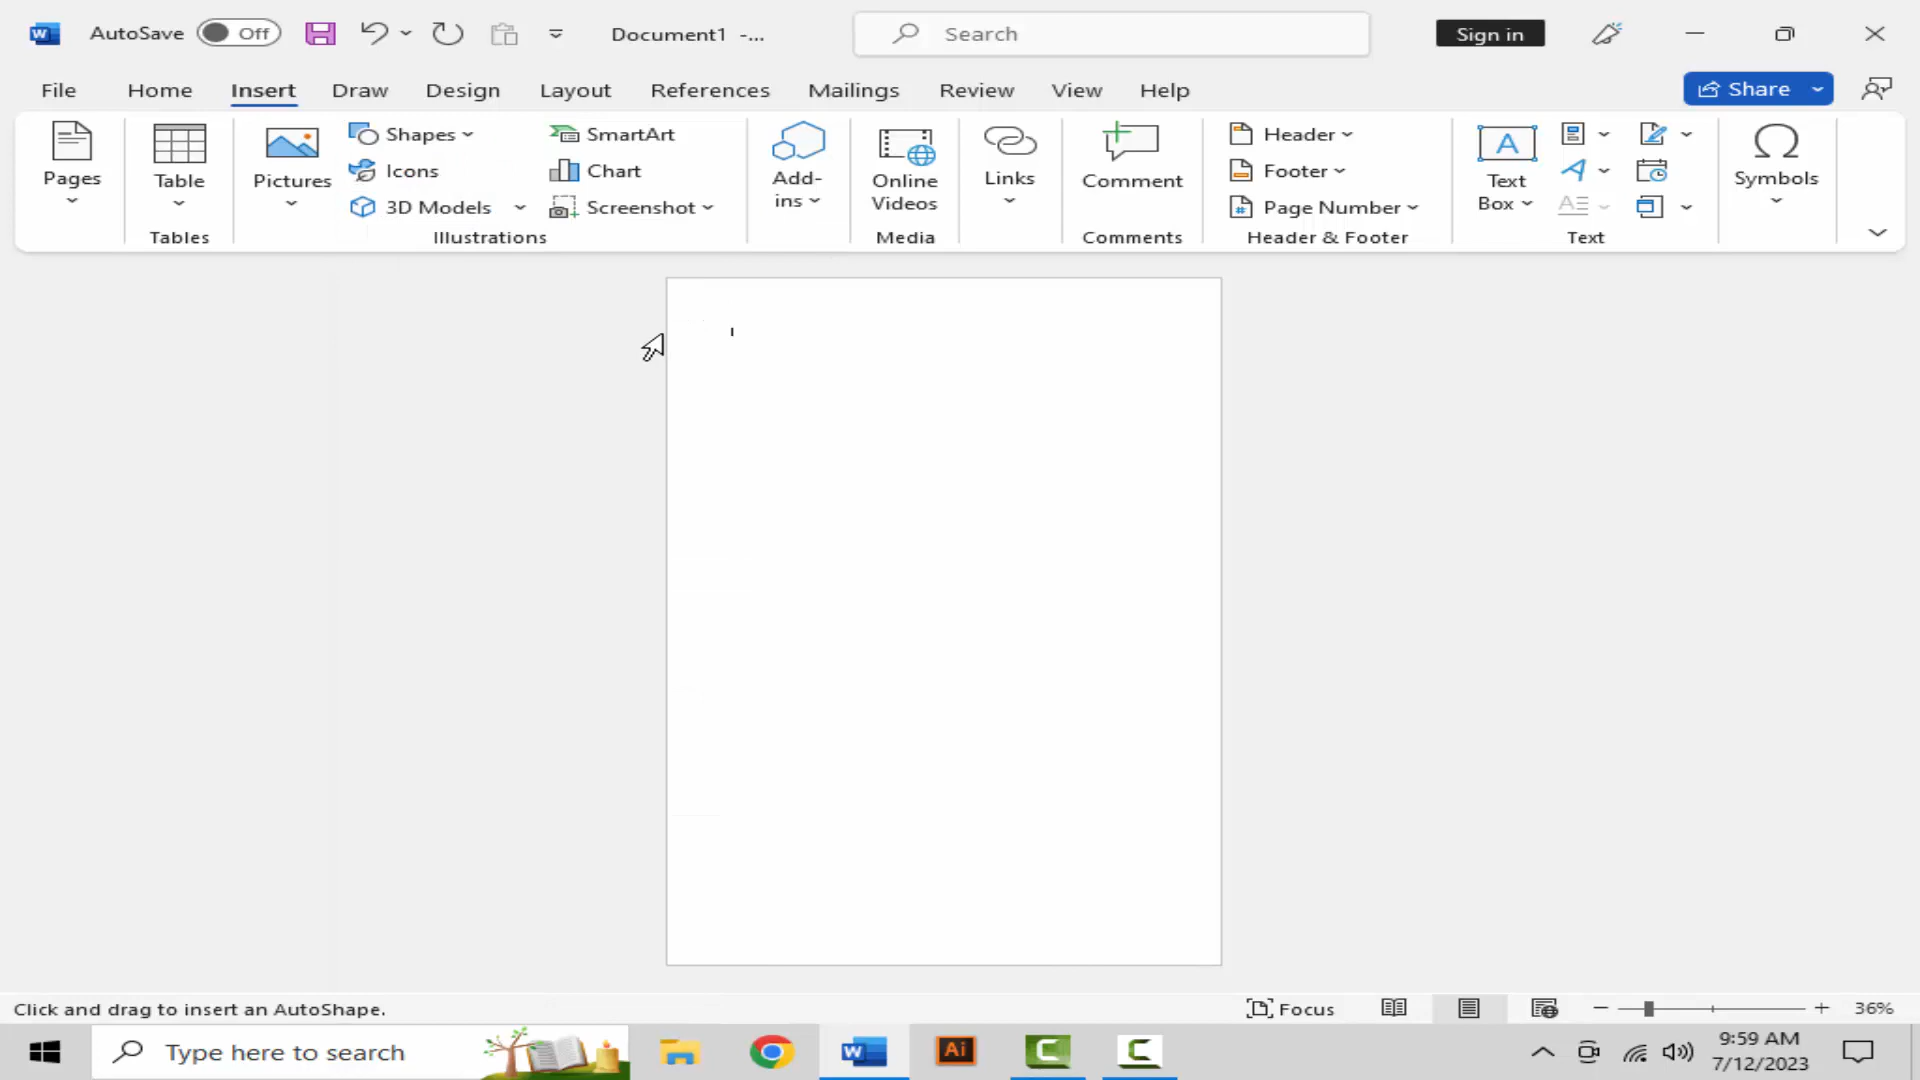 AutoSave Off Document1 -... Search Sign in
File Home Insert Draw Design Layout References Mailings Review View Help Share
Pages
Table
Tables
Pictures
Shapes
Icons
3D Models
SmartArt
Chart
Screenshot
Illustrations
Add-
ins
Online
Videos
Media
Links
Comment
Comments
Header
Footer
Page Number
Header & Footer
Text
Box
Text
Symbols
Click and drag to insert an AutoShape. Focus 36%
Type here to search
9:59 AM
7/12/2023